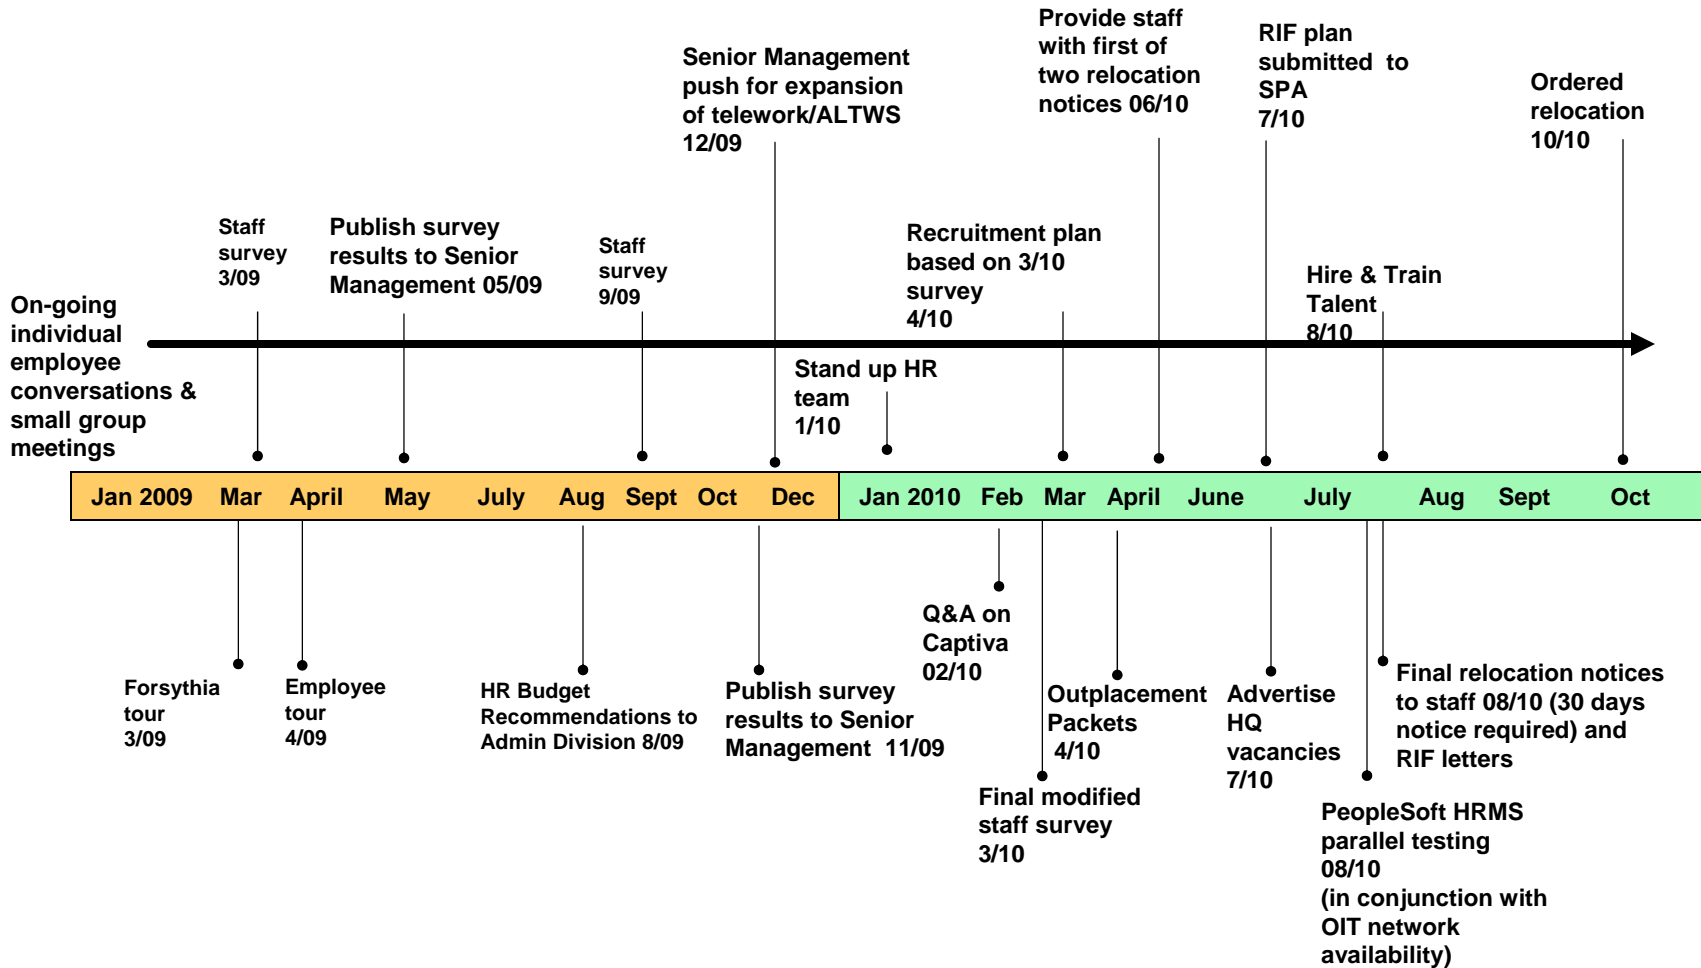 Provide staff
with first of
two relocation
notices 06/10
RIF plan
submitted to
SPA
7/10
Senior Management
push for expansion
of telework/ALTWS
12/09
Ordered
relocation
10/10
Staff
survey
3/09
Publish survey
results to Senior
Management 05/09
Staff
survey
9/09
Recruitment plan
based on 3/10
survey
4/10
Hire & Train
Talent
8/10
On-going
individual
employee
conversations &
small group
meetings
Stand up HR
team
1/10
Jan 2009 Mar April May July Aug Sept Oct Dec Jan 2010 Feb Mar April June July Aug Sept Oct
Forsythia
tour
3/09
Employee
tour
4/09
HR Budget
Recommendations to
Admin Division 8/09
Publish survey
results to Senior
Management 11/09
Q&A on
Captiva
02/10
Final modified
staff survey
3/10
Outplacement
Packets
4/10
Advertise
HQ
vacancies
7/10
Final relocation notices
to staff 08/10 (30 days
notice required) and
RIF letters
PeopleSoft HRMS
parallel testing
08/10
(in conjunction with
OIT network
availability)